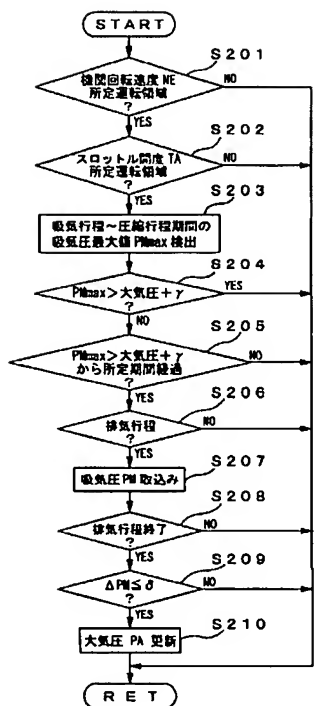 START
S201
機関回転速度 NE
所定運転領域
?
NO
YES
S202
スロットル開度 TA
所定運転領域
?
NO
YES
S203
吸気行程～圧縮行程期間の
吸気圧最大値 PMmax 検出
S204
PMmax＞大気圧＋γ
?
YES
NO
S205
PMmax＞大気圧＋γ
から所定期間経過
?
NO
YES
S206
排気行程
?
NO
YES
S207
吸気圧 PM 取込み
S208
排気行程終了
?
NO
YES
S209
ΔPM≦δ
?
NO
YES
S210
大気圧 PA 更新
RET